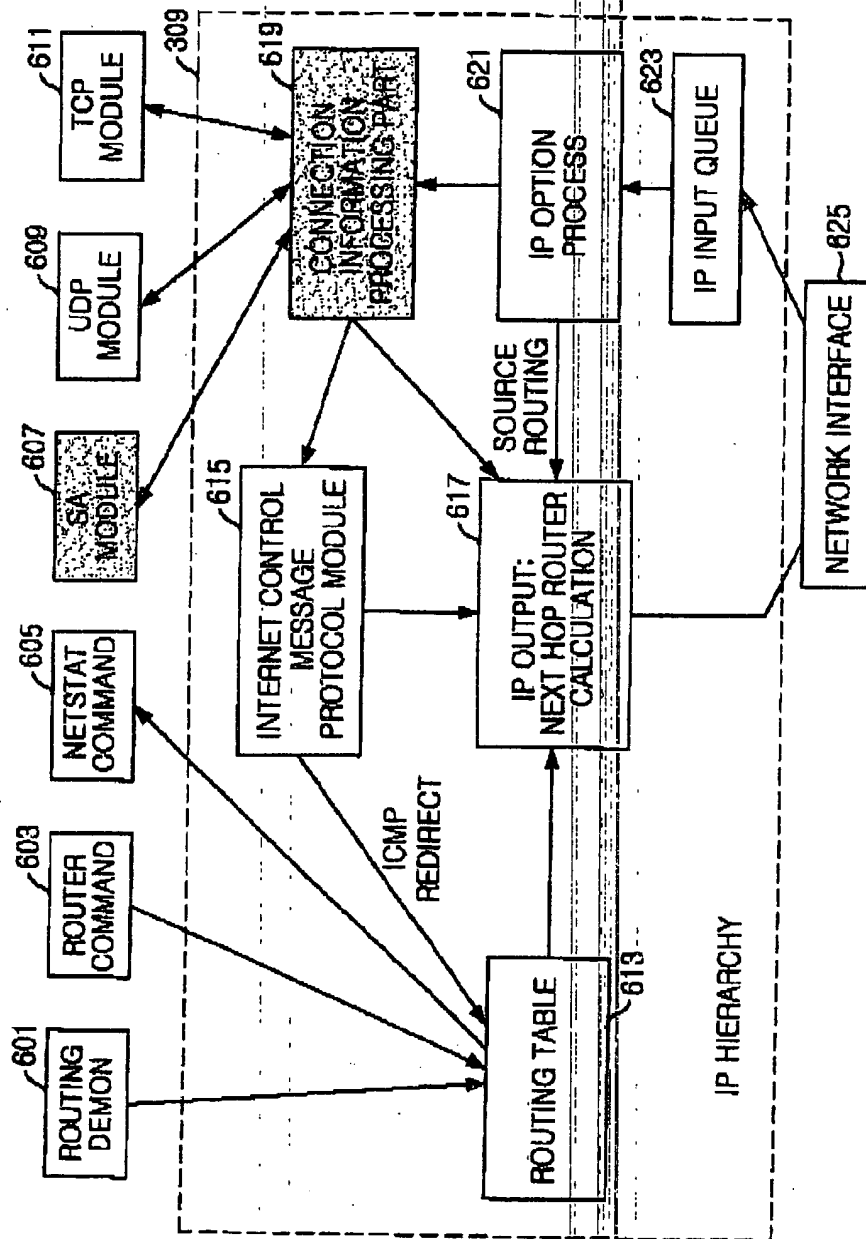 601
ROUTING
DEMON
603
ROUTER
COMMAND
605
NETSTAT
COMMAND
607
SA
MODULE
609
UDP
MODULE
611
TCP
MODULE
309
ICMP
REDIRECT
615
INTERNET CONTROL
MESSAGE
PROTOCOL MODULE
619
CONNECTION
INFORMATION
PROCESSING PART
ROUTING TABLE
613
617
IP OUTPUT:
NEXT HOP ROUTER
CALCULATION
SOURCE
ROUTING
621
IP OPTION
PROCESS
623
IP INPUT QUEUE
IP HIERARCHY
NETWORK INTERFACE
625